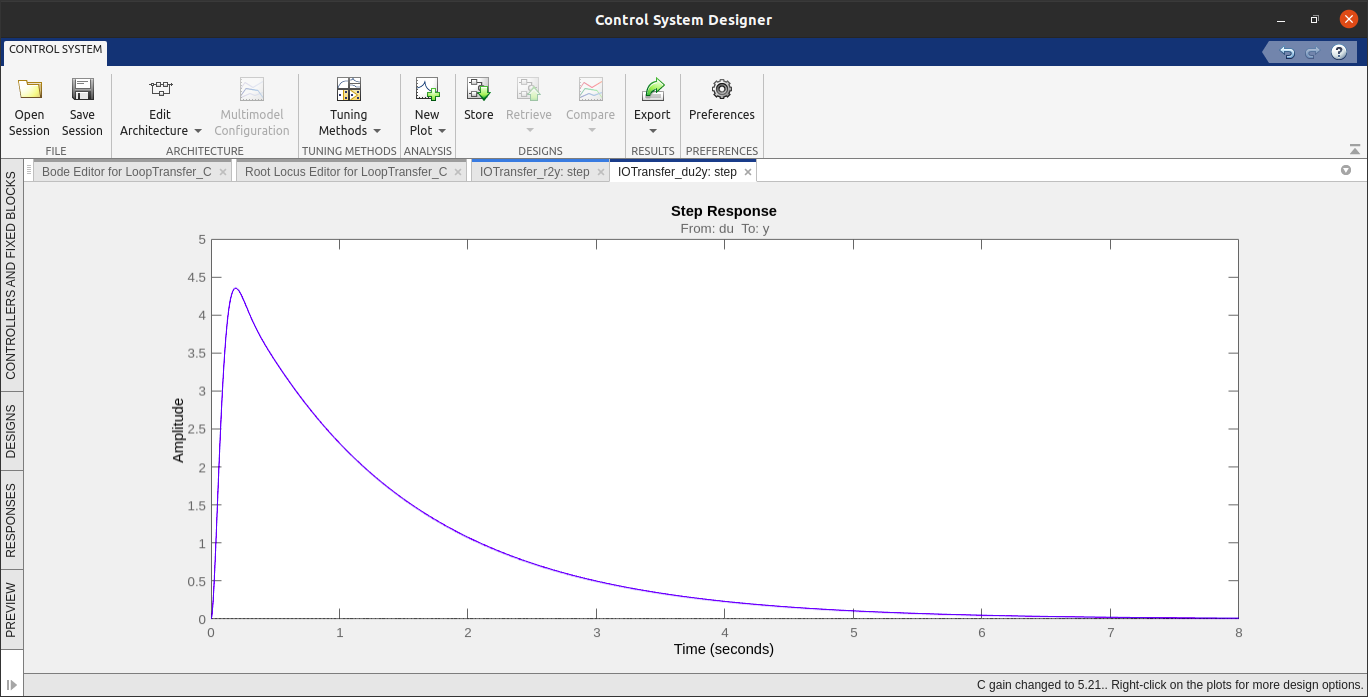 Control System Designer
CONTROL SYSTEM
?
Open Session
Save Session
Edit Architecture
Multimodel Configuration
Tuning Methods
New Plot
Store
Retrieve
Compare
Export
Preferences
FILE
ARCHITECTURE
TUNING METHODS
ANALYSIS
DESIGNS
RESULTS
PREFERENCES
Bode Editor for LoopTransfer_C
Root Locus Editor for LoopTransfer_C
IOTransfer_r2y: step
IOTransfer_du2y: step
CONTROLLERS AND FIXED BLOCKS
DESIGNS
RESPONSES
PREVIEW
Step Response
From: du To: y
Amplitude
5
4.5
4
3.5
3
2.5
2
1.5
1
0.5
0
0 1 2 3 4 5 6 7 8
Time (seconds)
C gain changed to 5.21.. Right-click on the plots for more design options.